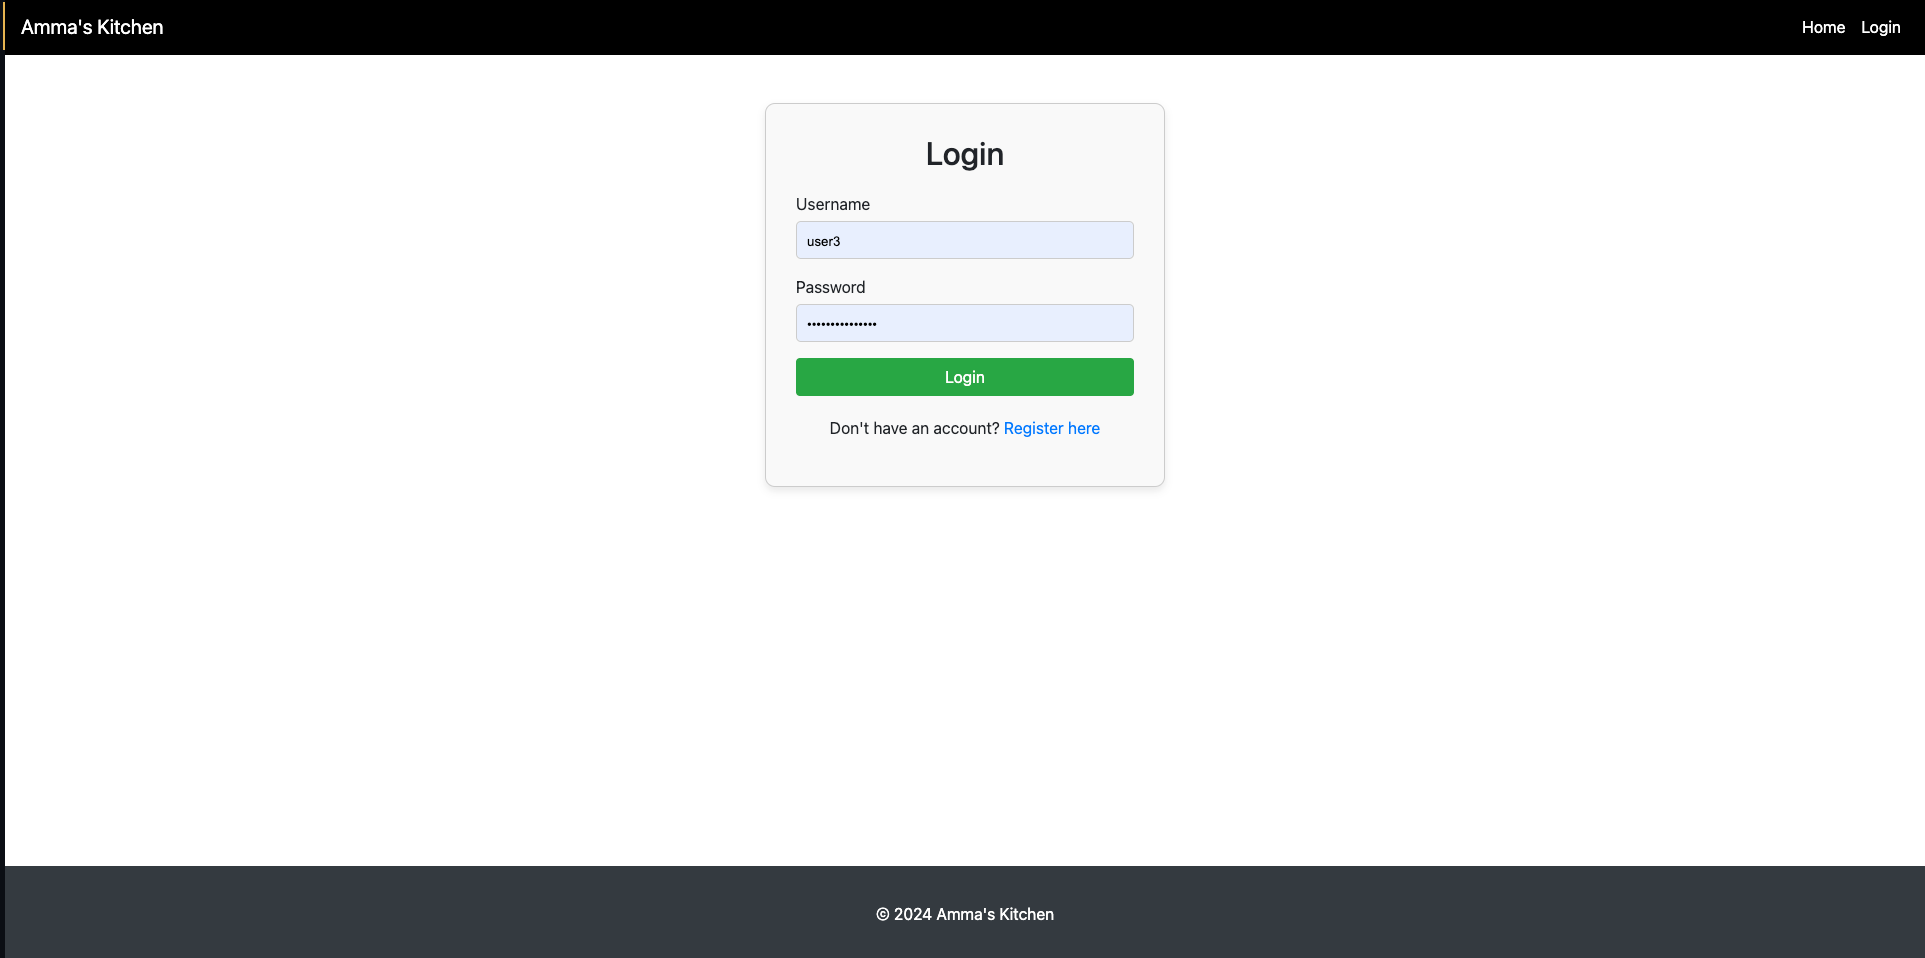 Amma's Kitchen
Home Login
Login
Username
user3
Password
•••••••••••••••
Login
Don't have an account? Register here
© 2024 Amma's Kitchen